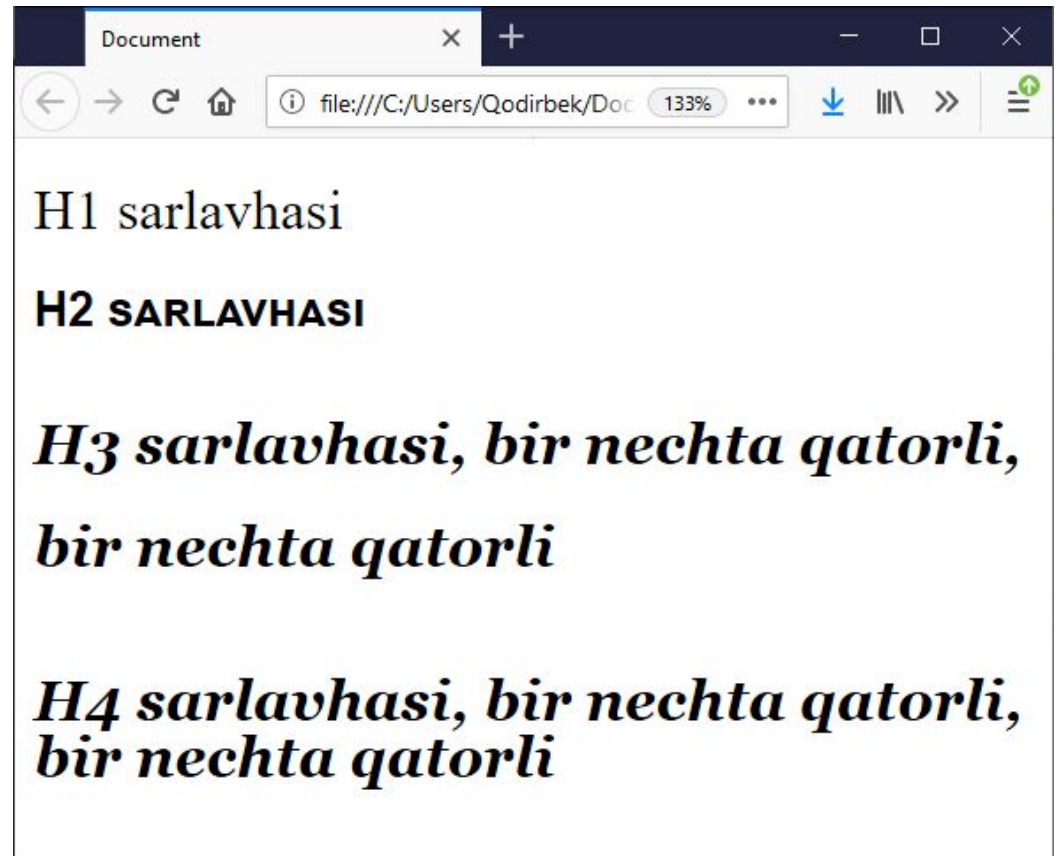 Document
file:///C:/Users/Qodirbek/Doc 133%
H1 sarlavhasi
H2 SARLAVHASI
H3 sarlavhasi, bir nechta qatorli,
bir nechta qatorli
H4 sarlavhasi, bir nechta qatorli,
bir nechta qatorli